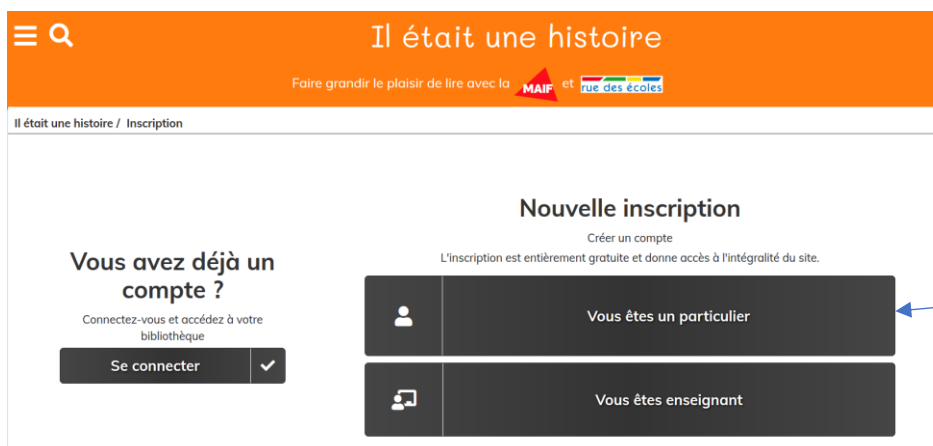 Il était une histoire
Faire grandir le plaisir de lire avec la MAIF et rue des écoles
Il était une histoire / Inscription
Vous avez déjà un
compte ?
Connectez-vous et accédez à votre
bibliothèque
Se connecter
Nouvelle inscription
Créer un compte
L'inscription est entièrement gratuite et donne accès à l'intégralité du site.
Vous êtes un particulier
Vous êtes enseignant